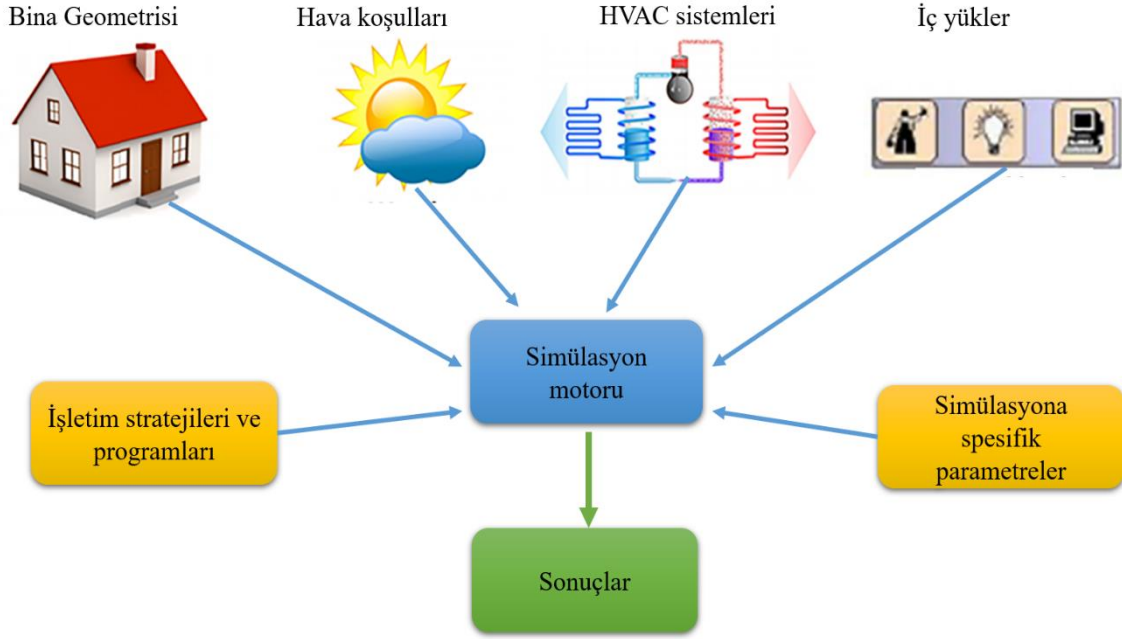 Bina Geometrisi
Hava koşulları
HVAC sistemleri
İç yükler
Simülasyon
motoru
İşletim stratejileri ve
programları
Simülasyona
spesifik
parametreler
Sonuçlar